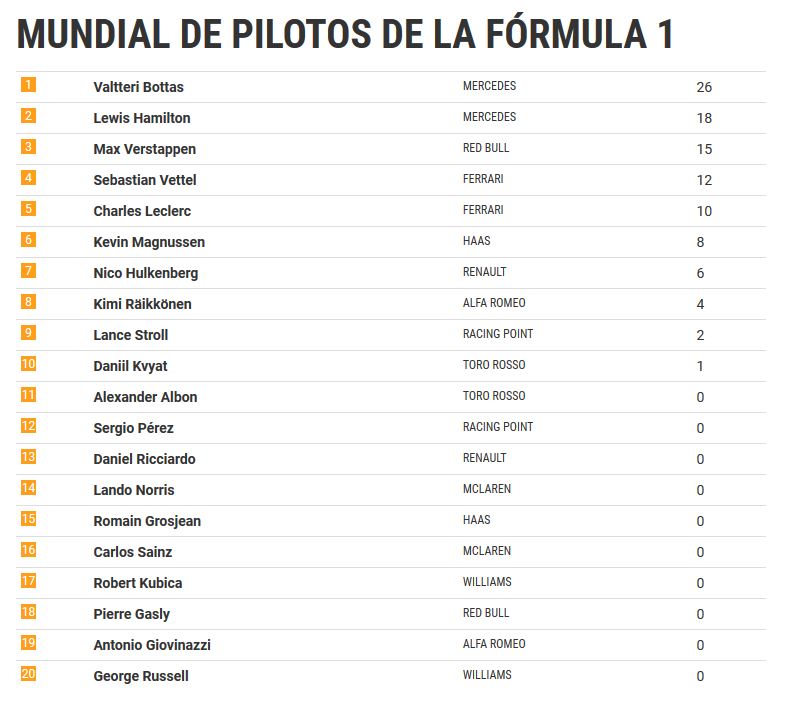 MUNDIAL DE PILOTOS DE LA FÓRMULA 1
1 Valtteri Bottas MERCEDES 26
2 Lewis Hamilton MERCEDES 18
3 Max Verstappen RED BULL 15
4 Sebastian Vettel FERRARI 12
5 Charles Leclerc FERRARI 10
6 Kevin Magnussen HAAS 8
7 Nico Hulkenberg RENAULT 6
8 Kimi Räikkönen ALFA ROMEO 4
9 Lance Stroll RACING POINT 2
10 Daniil Kvyat TORO ROSSO 1
11 Alexander Albon TORO ROSSO 0
12 Sergio Pérez RACING POINT 0
13 Daniel Ricciardo RENAULT 0
14 Lando Norris MCLAREN 0
15 Romain Grosjean HAAS 0
16 Carlos Sainz MCLAREN 0
17 Robert Kubica WILLIAMS 0
18 Pierre Gasly RED BULL 0
19 Antonio Giovinazzi ALFA ROMEO 0
20 George Russell WILLIAMS 0